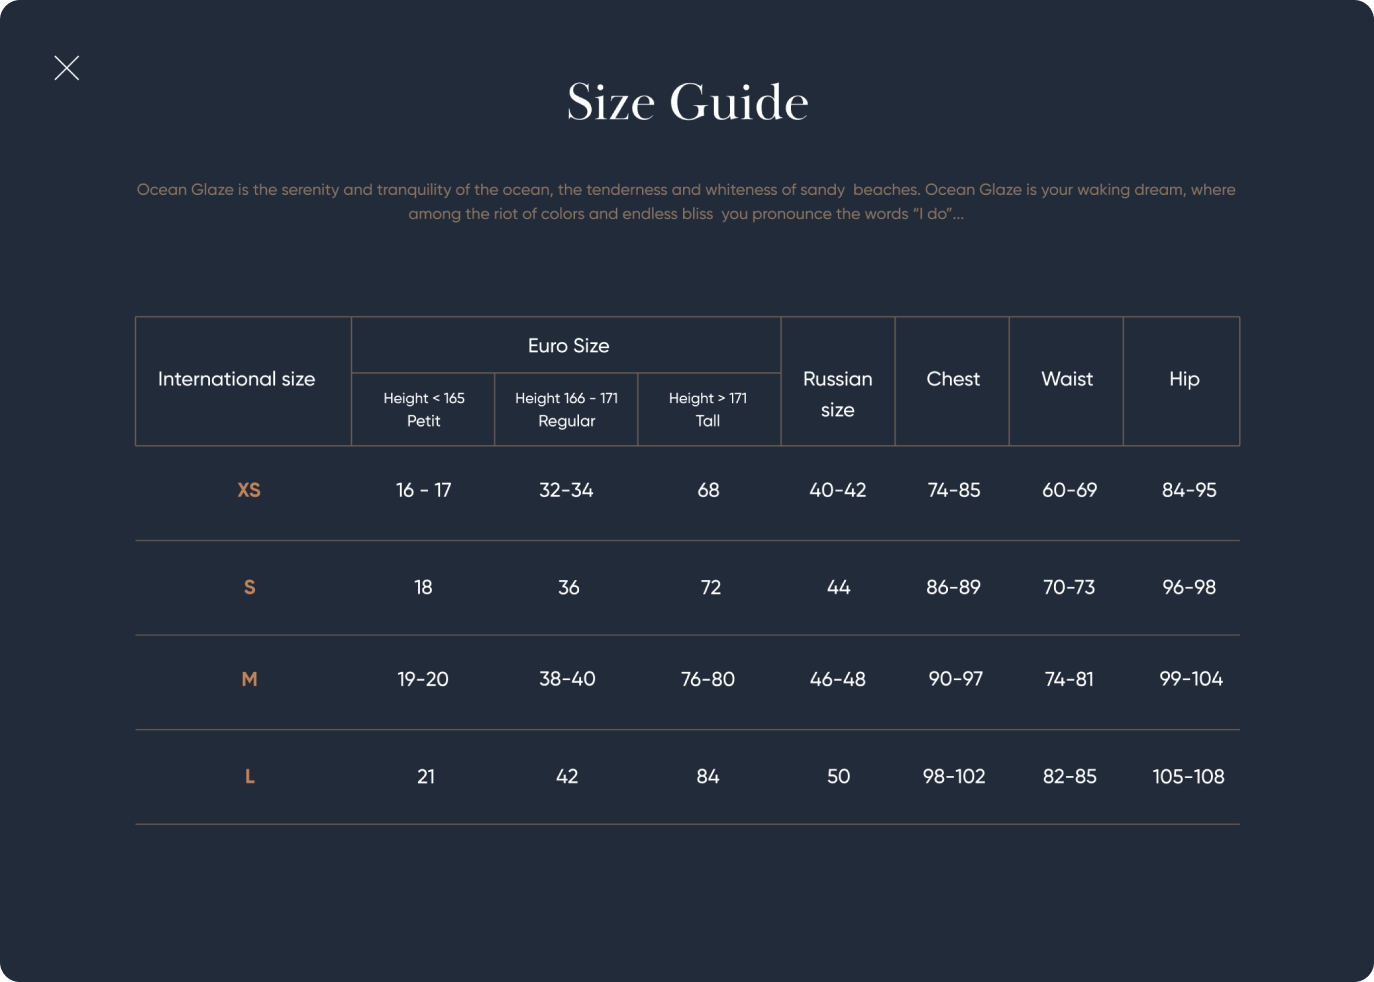 Size Guide
Ocean Glaze is the serenity and tranquility of the ocean, the tenderness and whiteness of sandy  beaches. Ocean Glaze is your waking dream, where
among the riot of colors and endless bliss  you pronounce the words “I do”...
International size
Euro Size
Height < 165
Petit
Height 166 - 171
Regular
Height > 171
Tall
Russian
size
Chest
Waist
Hip
XS 16 - 17 32-34 68 40-42 74-85 60-69 84-95
S 18 36 72 44 86-89 70-73 96-98
M 19-20 38-40 76-80 46-48 90-97 74-81 99-104
L 21 42 84 50 98-102 82-85 105-108